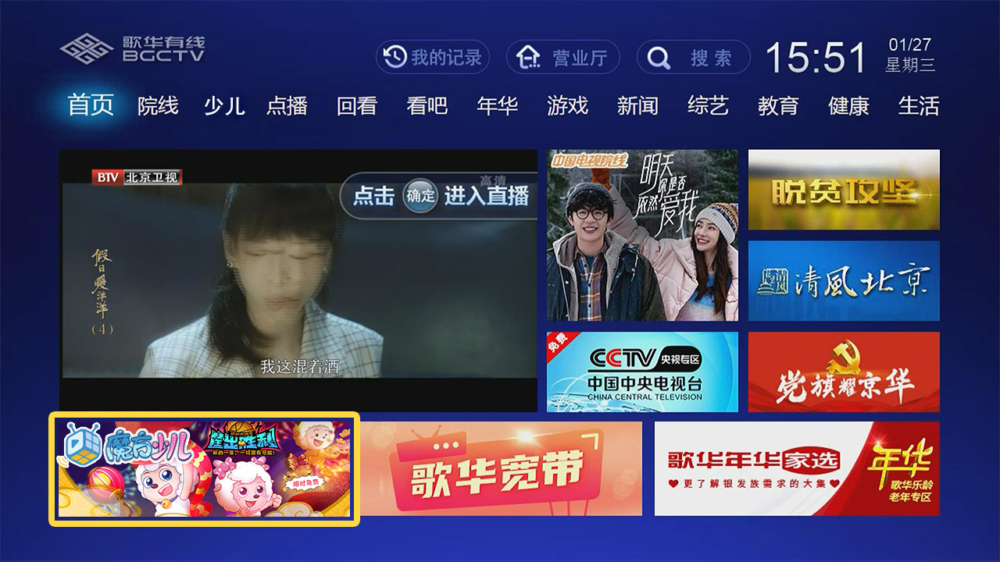 歌华有线
BGCTV
我的记录
营业厅
搜索
15:51
01/27
星期三
首页 院线 少儿 点播 回看 看吧 年华 游戏 新闻 综艺 教育 健康 生活
BTV 北京卫视
高清
点击 确定 进入直播
假日暖洋洋
(4)
我这混着酒
中国电视院线
明天
你是否
依然
爱我
脱贫攻坚
清風北京
免费
CCTV 央视专区
中国中央电视台
CHINA CENTRAL TELEVISION
党旗耀京华
魔方少儿
筐出胜利
新的一年，一切皆有可能！
限时免费
歌华宽带
歌华年华家选
更了解银发族需求的大集
年华
歌华乐龄
老年专区